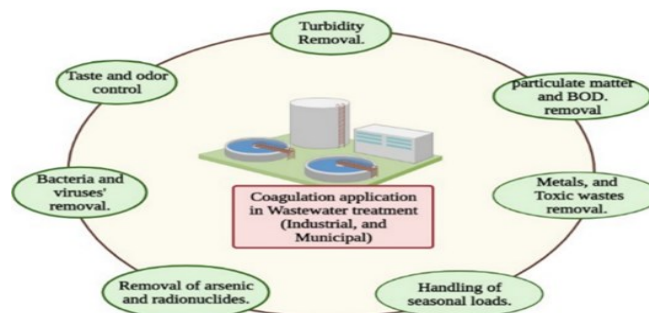 Turbidity
Removal.
Taste and odor
control
particulate matter
and BOD.
removal
Bacteria and
viruses'
removal.
Coagulation application
in Wastewater treatment
(Industrial, and
Municipal)
Metals, and
Toxic wastes
removal.
Removal of arsenic
and radionuclides.
Handling of
seasonal loads.